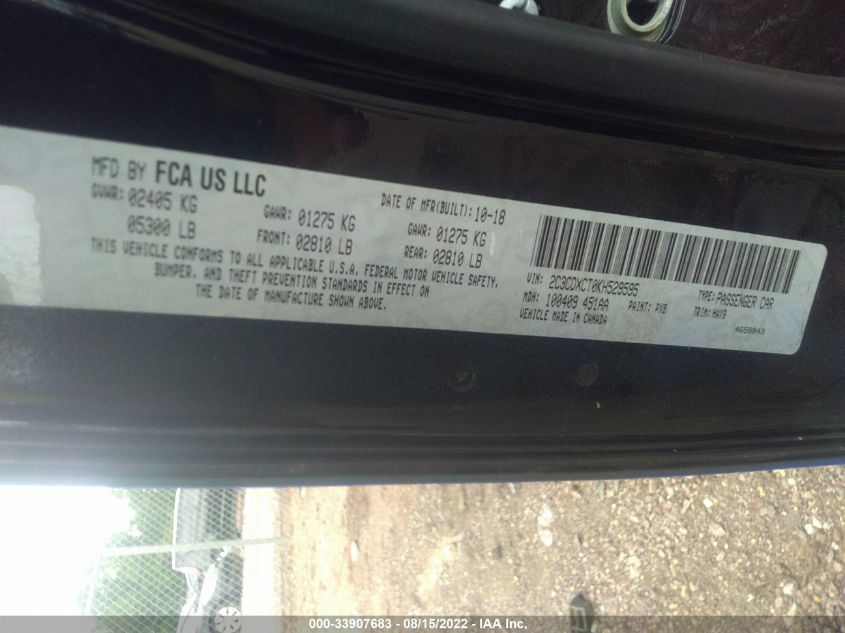 MFD BY FCA US LLC
DATE OF MFR(BUILT): 10-18
GVWR: 02405 KG
GAWR: 01275 KG
GAWR: 01275 KG
05300 LB
FRONT: 02810 LB
REAR: 02810 LB
THIS VEHICLE CONFORMS TO ALL APPLICABLE U.S.A. FEDERAL MOTOR VEHICLE SAFETY,
BUMPER, AND THEFT PREVENTION STANDARDS IN EFFECT ON
THE DATE OF MANUFACTURE SHOWN ABOVE.
VIN: 2C3CDXCT0KH529595
TYPE: PASSENGER CAR
MDH: 100409 451AA
PAINT: PX8
TRIM: HAX9
VEHICLE MADE IN CANADA
4658843
000-33907683 - 08/15/2022 - IAA Inc.